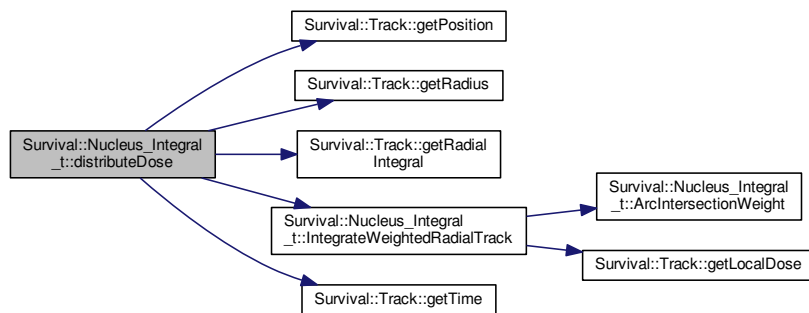 Survival::Track::getPosition
Survival::Track::getRadius
Survival::Nucleus_Integral
_t::distributeDose
Survival::Track::getRadial
Integral
Survival::Nucleus_Integral
_t::IntegrateWeightedRadialTrack
Survival::Nucleus_Integral
_t::ArcIntersectionWeight
Survival::Track::getLocalDose
Survival::Track::getTime